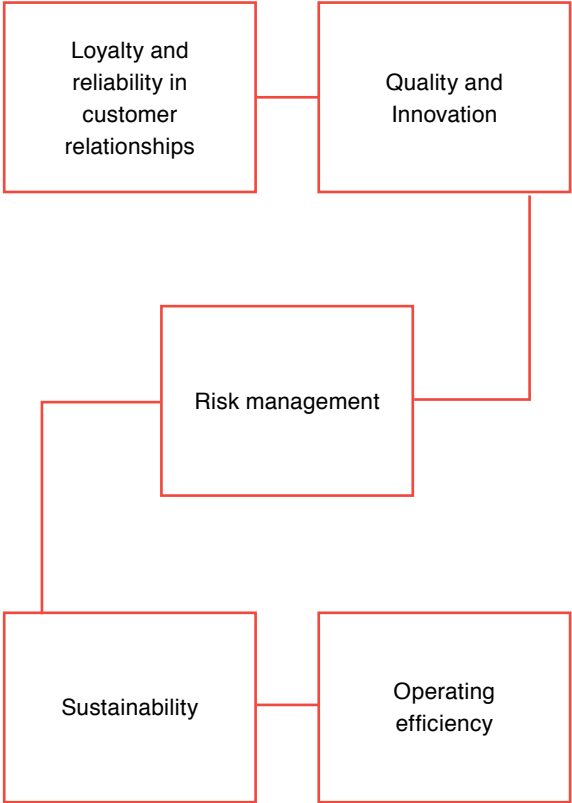 Loyalty and
reliability in
customer
relationships
Quality and
Innovation
Risk management
Sustainability
Operating
efficiency